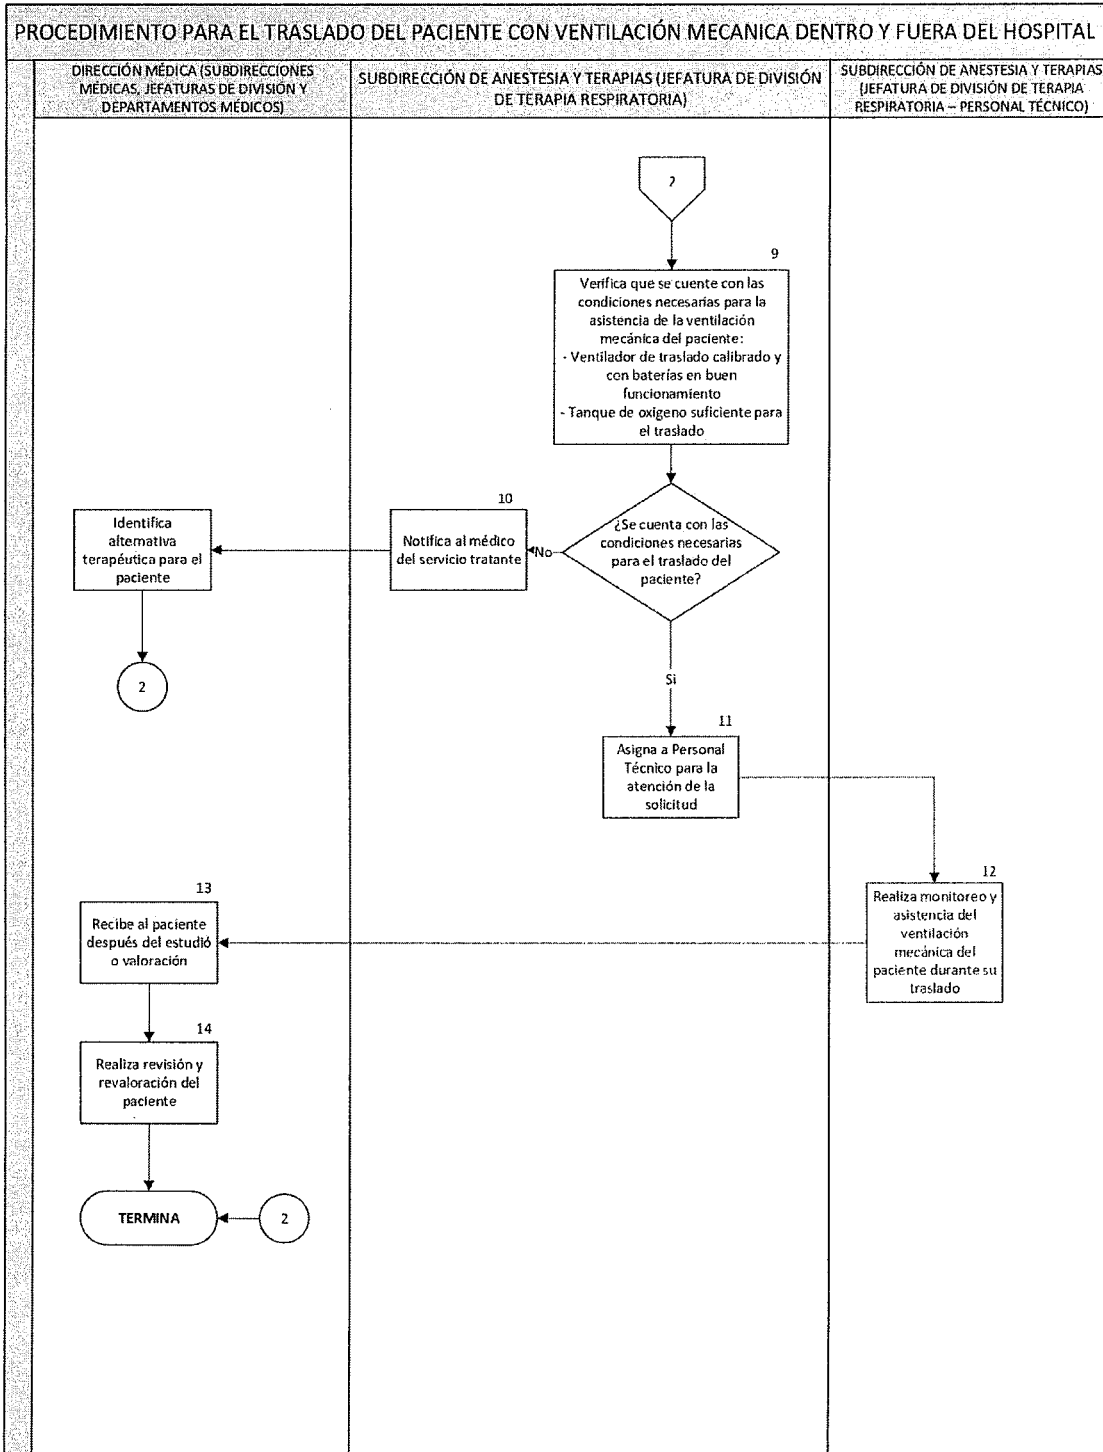 PROCEDIMIENTO PARA EL TRASLADO DEL PACIENTE CON VENTILACIÓN MECANICA DENTRO Y FUERA DEL HOSPITAL
DIRECCIÓN MÉDICA (SUBDIRECCIONES
MÉDICAS, JEFATURAS DE DIVISIÓN Y
DEPARTAMENTOS MÉDICOS)
SUBDIRECCIÓN DE ANESTESIA Y TERAPIAS (JEFATURA DE DIVISIÓN
DE TERAPIA RESPIRATORIA)
SUBDIRECCIÓN DE ANESTESIA Y TERAPIAS
(JEFATURA DE DIVISIÓN DE TERAPIA
RESPIRATORIA – PERSONAL TÉCNICO)
2
9
Verifica que se cuente con las
condiciones necesarias para la
asistencia de la ventilación
mecánica del paciente:
- Ventilador de traslado calibrado y
con baterías en buen
funcionamiento
- Tanque de oxigeno suficiente para
el traslado
¿Se cuenta con las
condiciones necesarias
para el traslado del
paciente?
No
10
Notifica al médico
del servicio tratante
Identifica
alternativa
terapéutica para el
paciente
2
Si
11
Asigna a Personal
Técnico para la
atención de la
solicitud
12
Realiza monitoreo y
asistencia del
ventilación
mecánica del
paciente durante su
traslado
13
Recibe al paciente
después del estudió
o valoración
14
Realiza revisión y
revaloración del
paciente
TERMINA
2